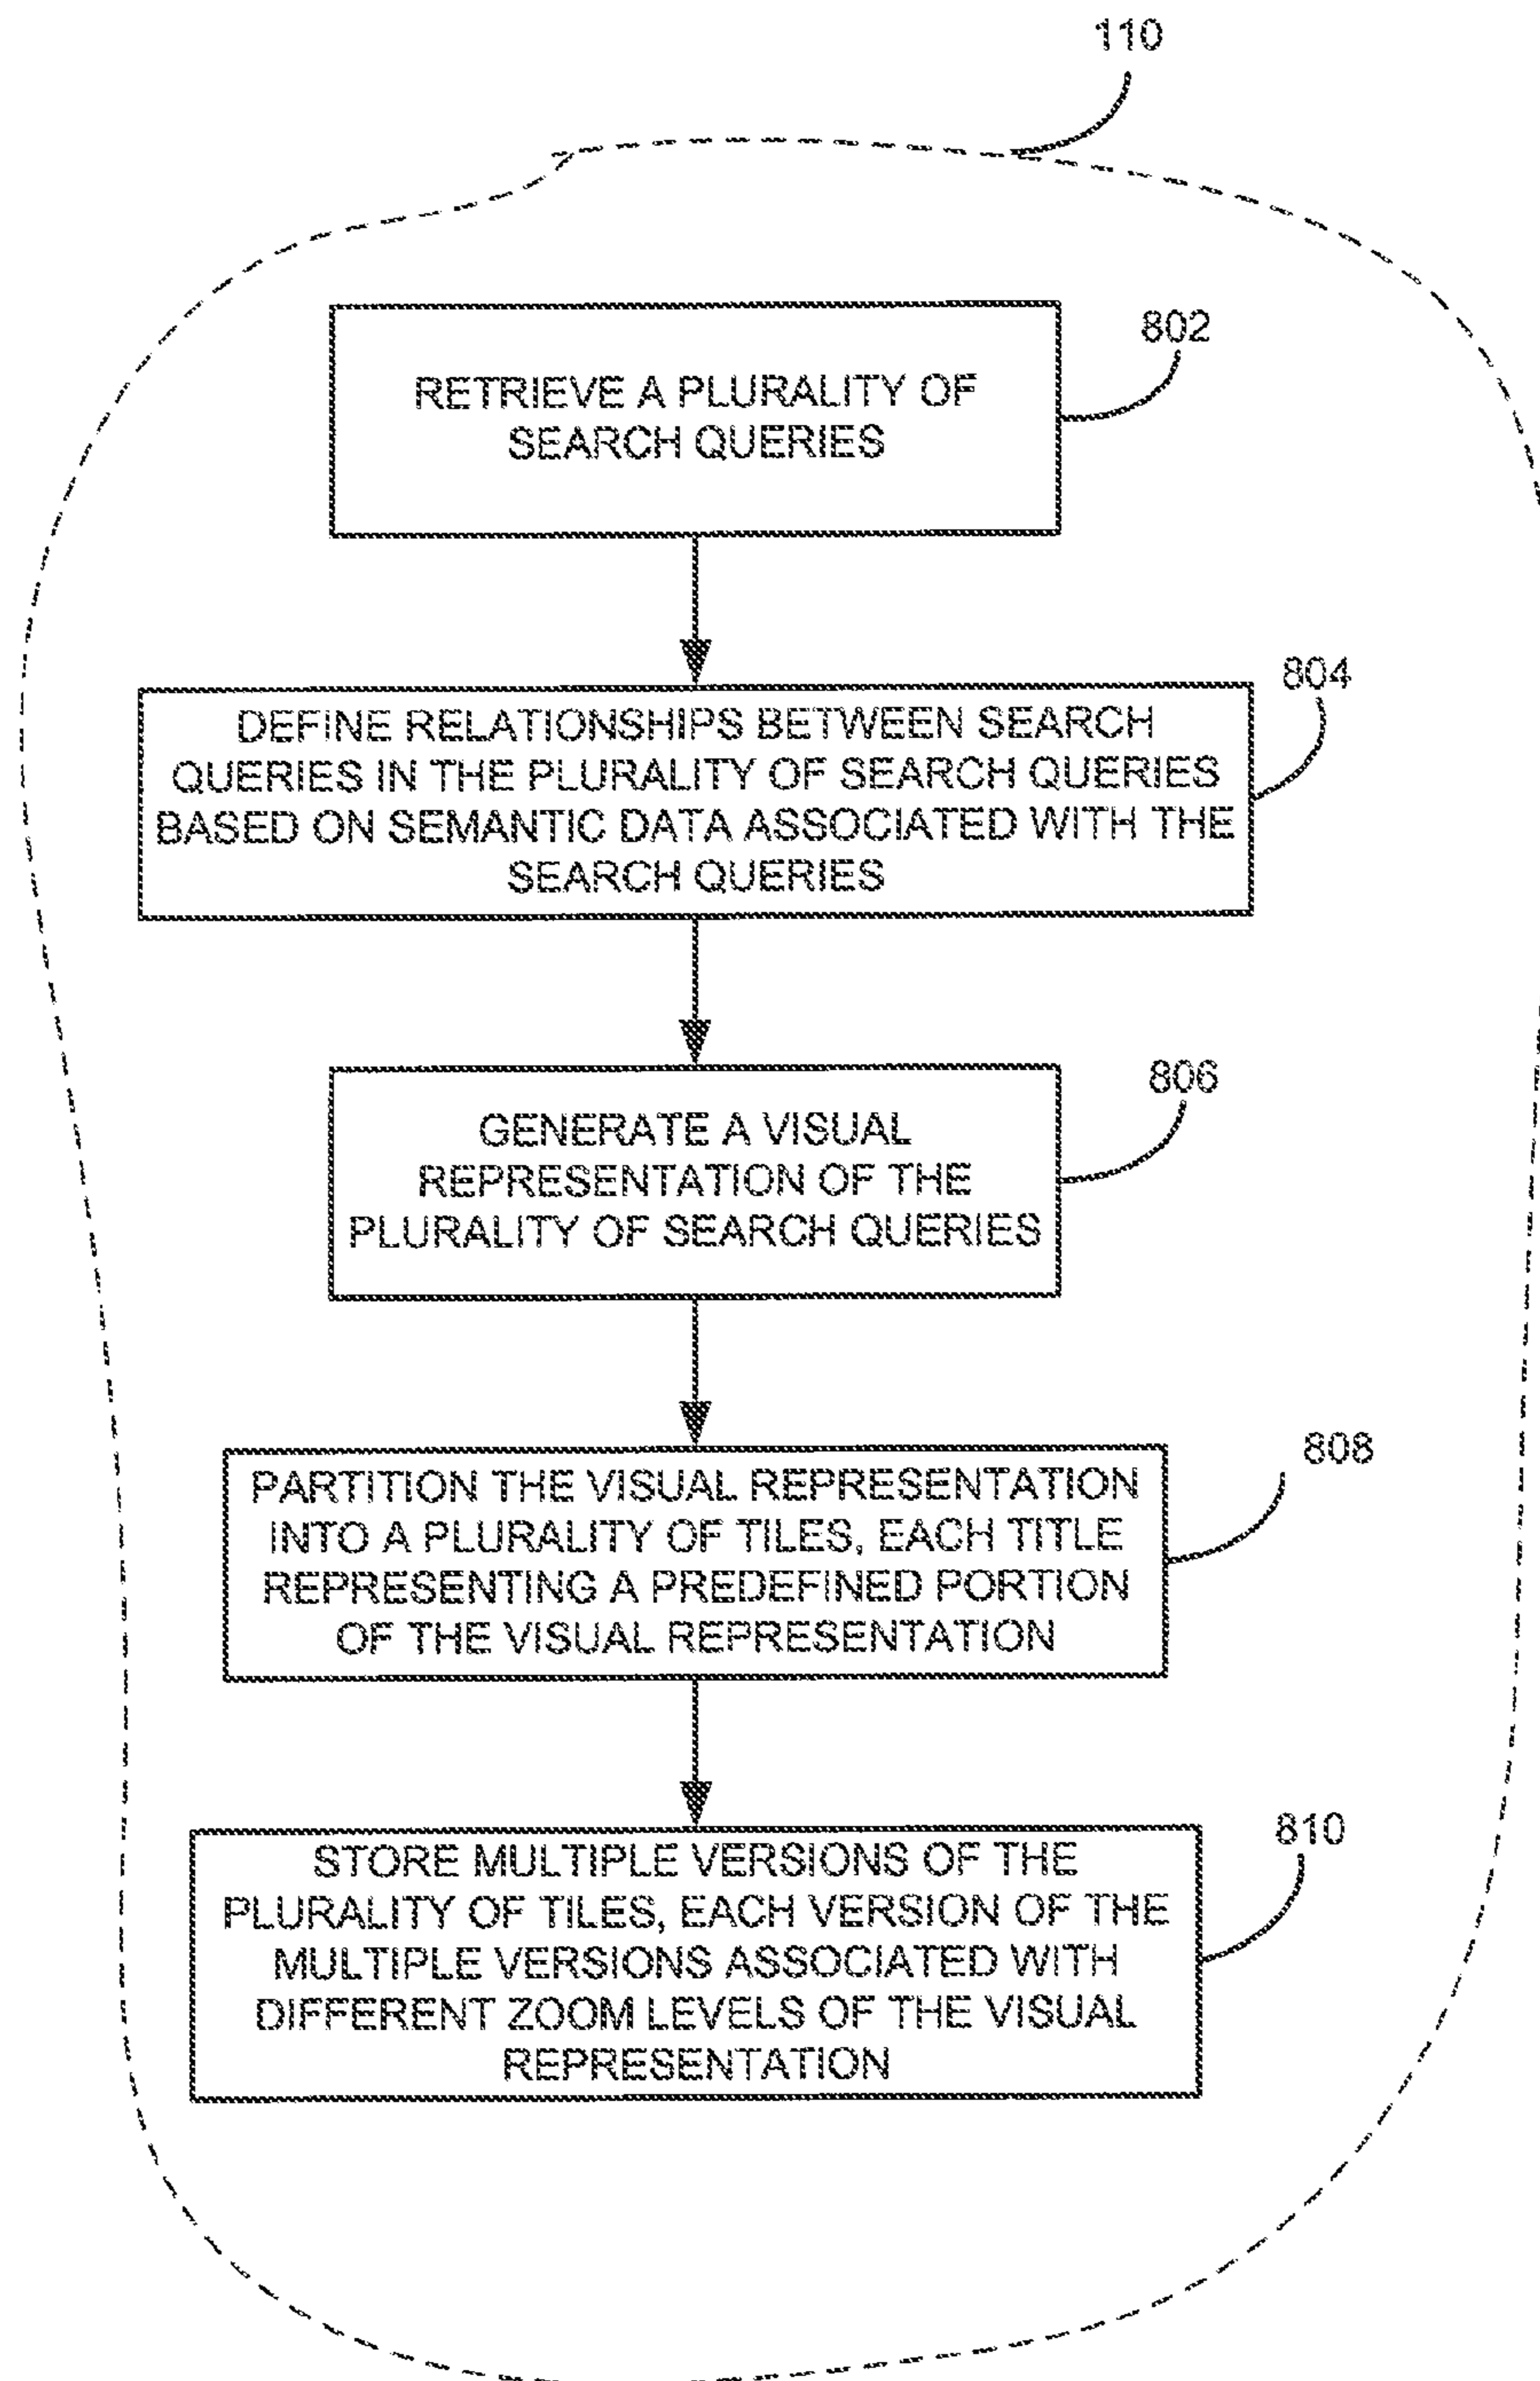 110
RETRIEVE A PLURALITY OF
SEARCH QUERIES
802
DEFINE RELATIONSHIPS BETWEEN SEARCH
QUERIES IN THE PLURALITY OF SEARCH QUERIES
BASED ON SEMANTIC DATA ASSOCIATED WITH THE
SEARCH QUERIES
804
GENERATE A VISUAL
REPRESENTATION OF THE
PLURALITY OF SEARCH QUERIES
806
PARTITION THE VISUAL REPRESENTATION
INTO A PLURALITY OF TILES, EACH TITLE
REPRESENTING A PREDEFINED PORTION
OF THE VISUAL REPRESENTATION
808
STORE MULTIPLE VERSIONS OF THE
PLURALITY OF TILES, EACH VERSION OF THE
MULTIPLE VERSIONS ASSOCIATED WITH
DIFFERENT ZOOM LEVELS OF THE VISUAL
REPRESENTATION
810